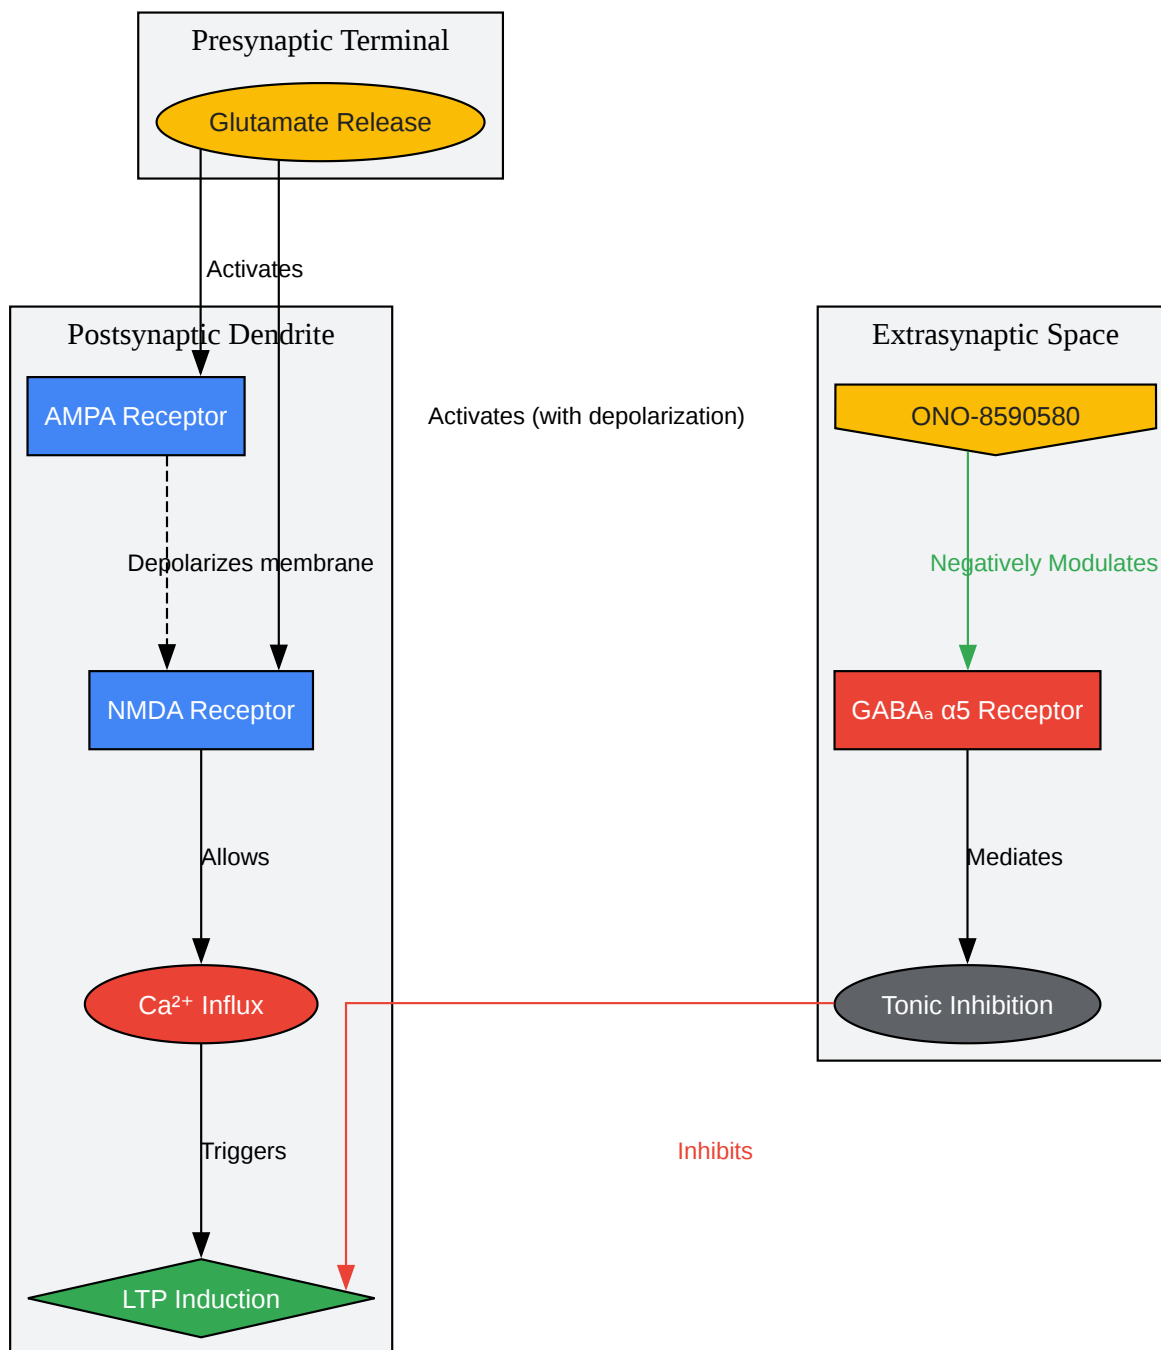 Presynaptic Terminal
Glutamate Release
Activates
Postsynaptic Dendrite
Extrasynaptic Space
AMPA Receptor
Activates (with depolarization)
ONO-8590580
Depolarizes membrane
Negatively Modulates
NMDA Receptor
GABAₐ α5 Receptor
Allows
Mediates
Ca²⁺ Influx
Tonic Inhibition
Triggers
Inhibits
LTP Induction